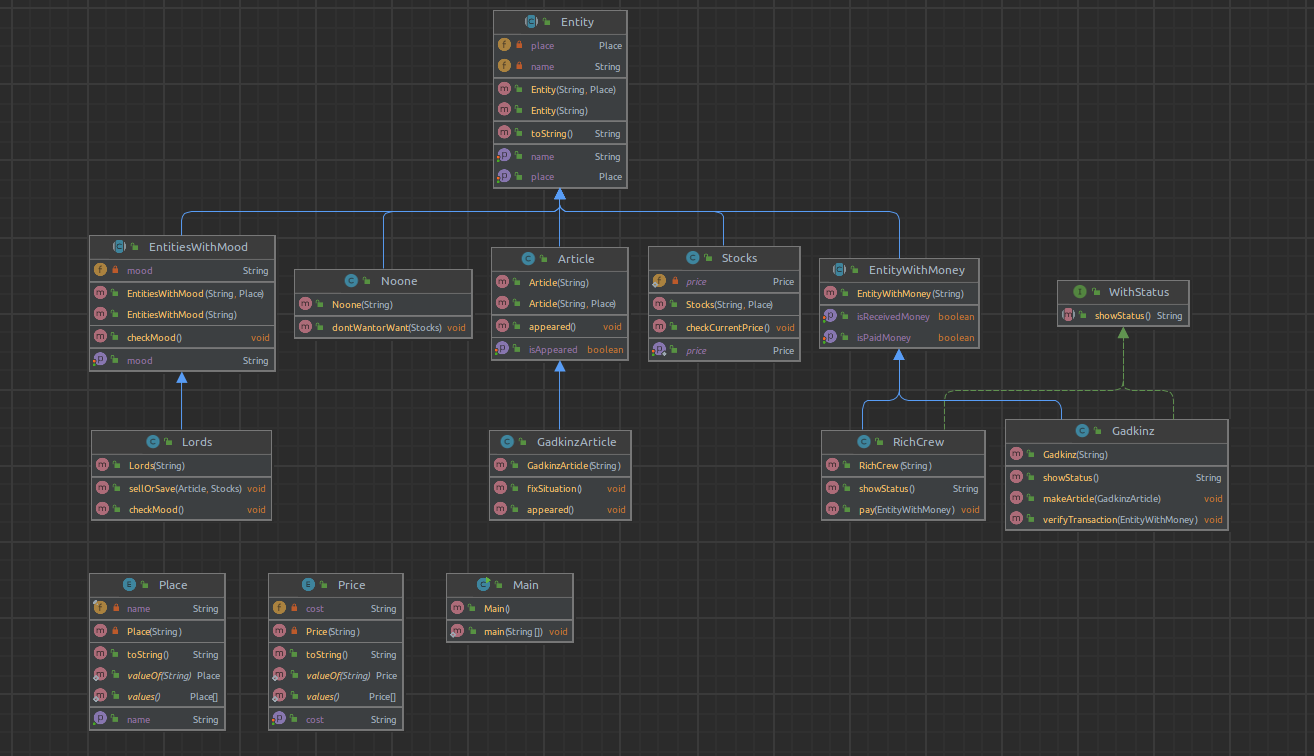 Entity
place Place
name String
Entity(String, Place)
Entity(String)
toString() String
name String
place Place
EntitiesWithMood
mood String
EntitiesWithMood(String, Place)
EntitiesWithMood(String)
checkMood() void
mood String
Noone
Noone(String)
dontWantorWant(Stocks) void
Article
Article(String)
Article(String, Place)
appeared() void
isAppeared boolean
Stocks
price Price
Stocks(String, Place)
checkCurrentPrice() void
price Price
EntityWithMoney
EntityWithMoney(String)
isReceivedMoney boolean
isPaidMoney boolean
WithStatus
showStatus() String
Lords
Lords(String)
sellOrSave(Article, Stocks) void
checkMood() void
GadkinzArticle
GadkinzArticle(String)
fixSituation() void
appeared() void
RichCrew
RichCrew(String)
showStatus() String
pay(EntityWithMoney) void
Gadkinz
Gadkinz(String)
showStatus() String
makeArticle(GadkinzArticle) void
verifyTransaction(EntityWithMoney) void
Place
name String
Place(String)
toString() String
valueOf(String) Place
values() Place[]
name String
Price
cost String
Price(String)
toString() String
valueOf(String) Price
values() Price[]
cost String
Main
Main()
main(String[]) void